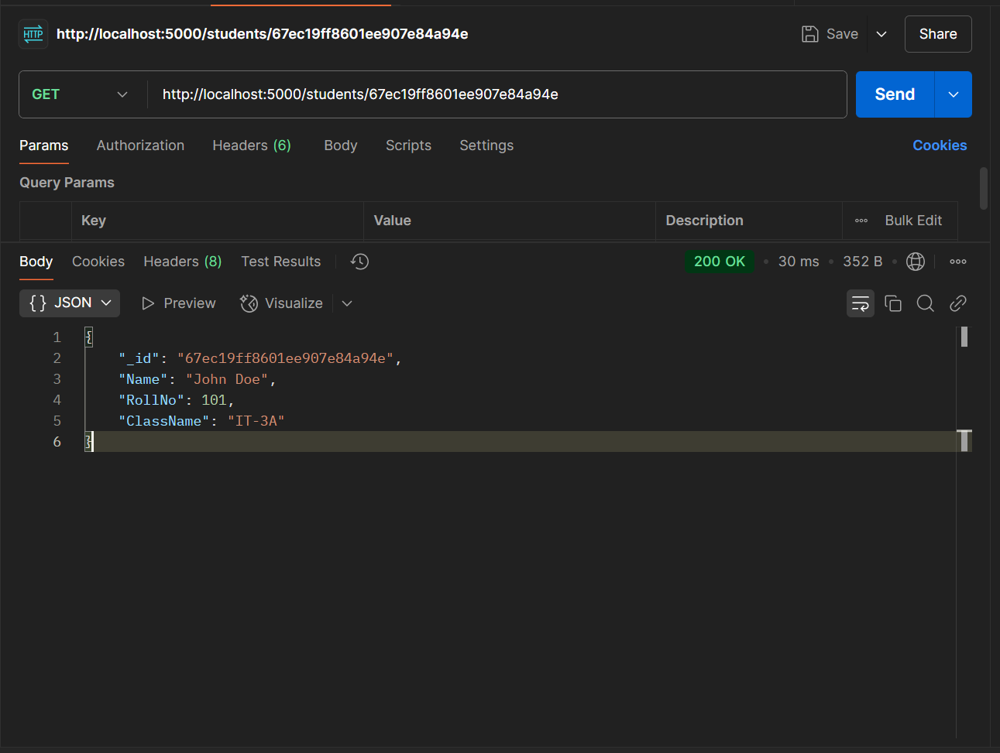 HTTP http://localhost:5000/students/67ec19ff8601ee907e84a94e Save Share
GET http://localhost:5000/students/67ec19ff8601ee907e84a94e Send
Params Authorization Headers (6) Body Scripts Settings Cookies
Query Params
Key Value Description Bulk Edit
Body Cookies Headers (8) Test Results 200 OK • 30 ms • 352 B •
{} JSON Preview Visualize
1 {
2 "_id": "67ec19ff8601ee907e84a94e",
3 "Name": "John Doe",
4 "RollNo": 101,
5 "ClassName": "IT-3A"
6 }